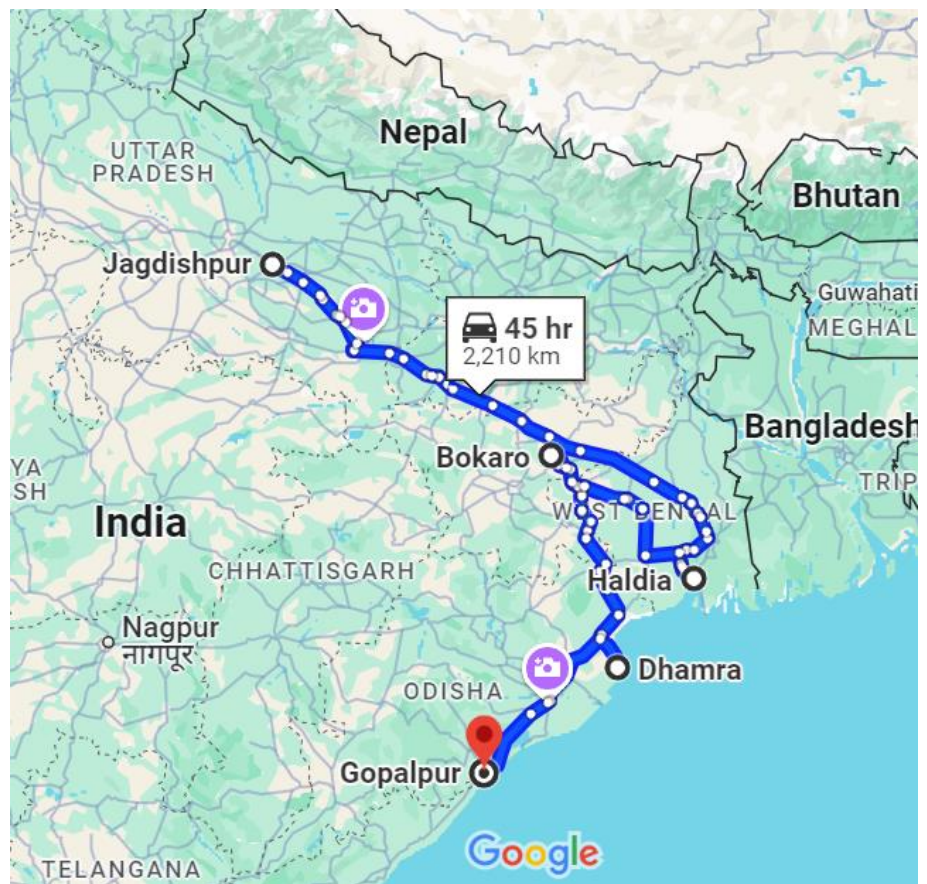 Nepal
UTTAR
PRADESH
Bhutan
Jagdishpur
Guwahati
MEGHAL
45 hr
2,210 km
Bangladesh
Bokaro
YA
SH
TRIP
WEST BENGAL
India
CHHATTISGARH
Haldia
Nagpur
नागपूर
Dhamra
ODISHA
Gopalpur
Google
TELANGANA